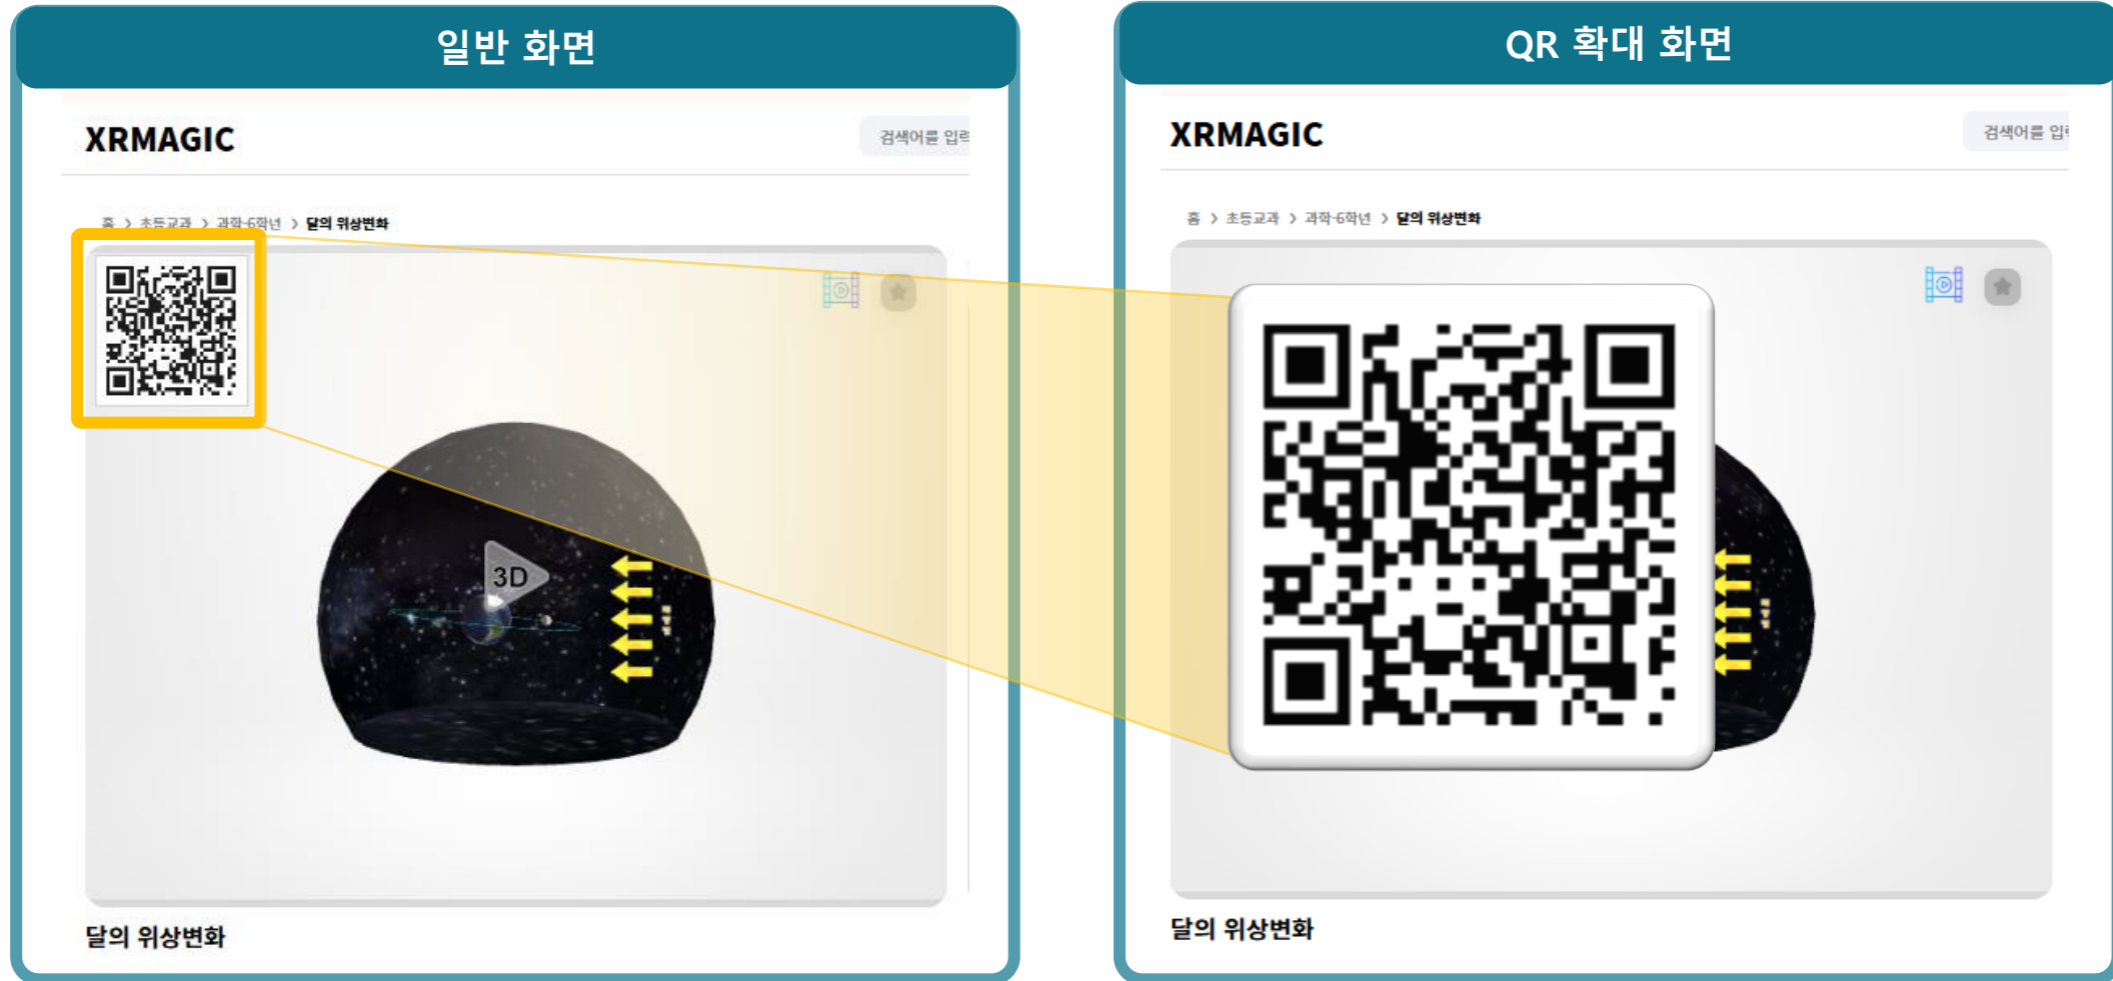 일반 화면
XRMAGIC
검색어를 입력
홈 > 초등교과 > 과학-6학년 > 달의 위상변화
3D
달의 위상변화
QR 확대 화면
XRMAGIC
검색어를 입
홈 > 초등교과 > 과학-6학년 > 달의 위상변화
달의 위상변화